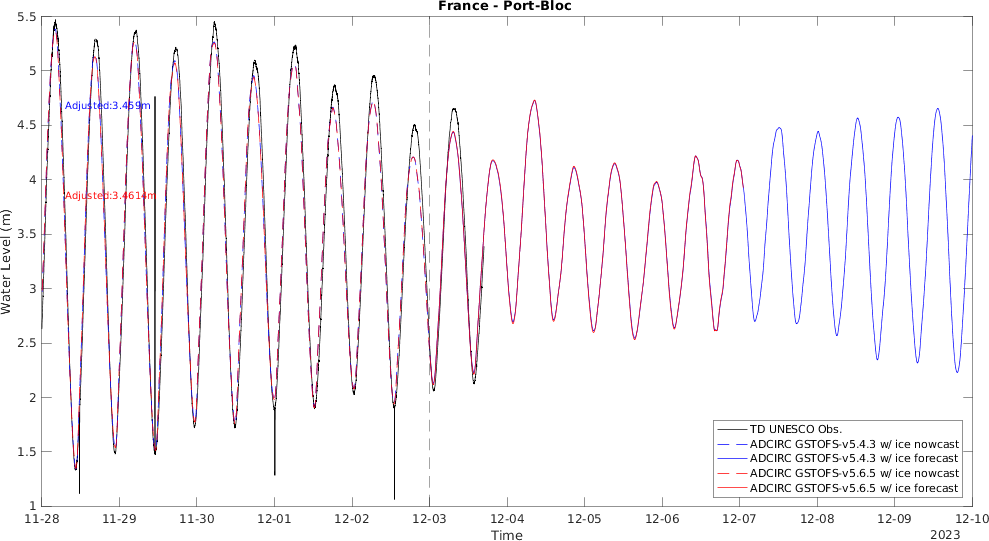 France - Port-Bloc
5.5
5
4.5
4
3.5
3
2.5
2
1.5
1
Water Level (m)
Adjusted:3.459m
Adjusted:3.4614m
TD UNESCO Obs.
ADCIRC GSTOFS-v5.4.3 w/ ice nowcast
ADCIRC GSTOFS-v5.4.3 w/ ice forecast
ADCIRC GSTOFS-v5.6.5 w/ ice nowcast
ADCIRC GSTOFS-v5.6.5 w/ ice forecast
11-28 11-29 11-30 12-01 12-02 12-03 12-04 12-05 12-06 12-07 12-08 12-09 12-10
Time
2023